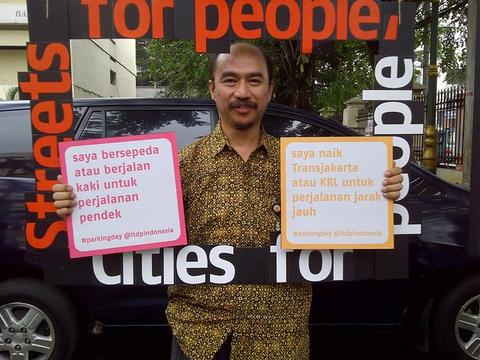 for people,
Streets
people
Cities for
saya bersepeda
atau berjalan
kaki untuk
perjalanan
pendek
#parkingday @itdpindonesia
saya naik
Transjakarta
atau KRL untuk
perjalanan jarak
jauh
#parkingday @itdpindonesia